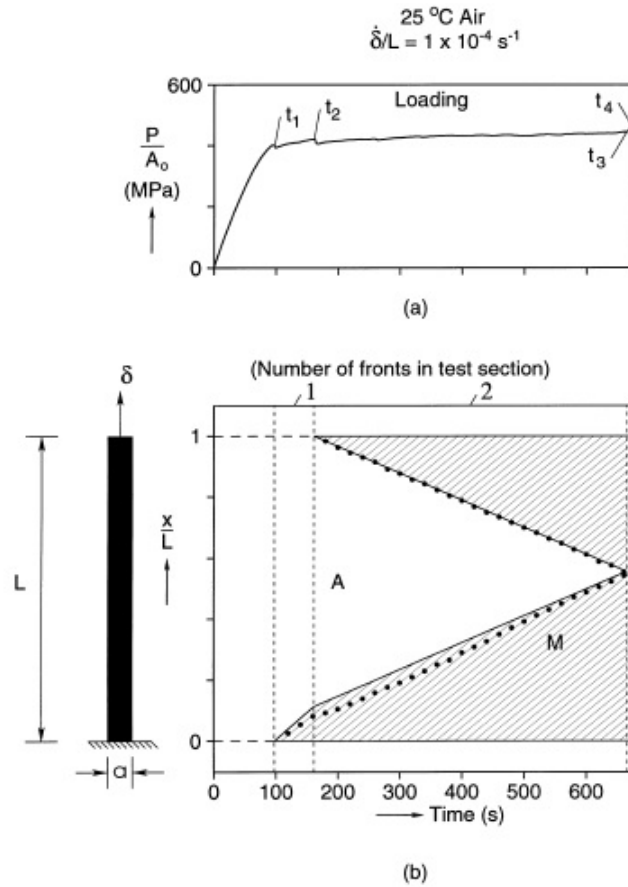 25 °C Air
δ̇/L = 1 x 10⁻⁴ s⁻¹
600
Loading
t₁
t₂
t₄
t₃
P
Aₒ
(MPa)
0
(a)
(Number of fronts in test section)
1
2
δ
1
x
L
L
A
M
0
a
0
100
200
300
400
500
600
Time (s)
(b)